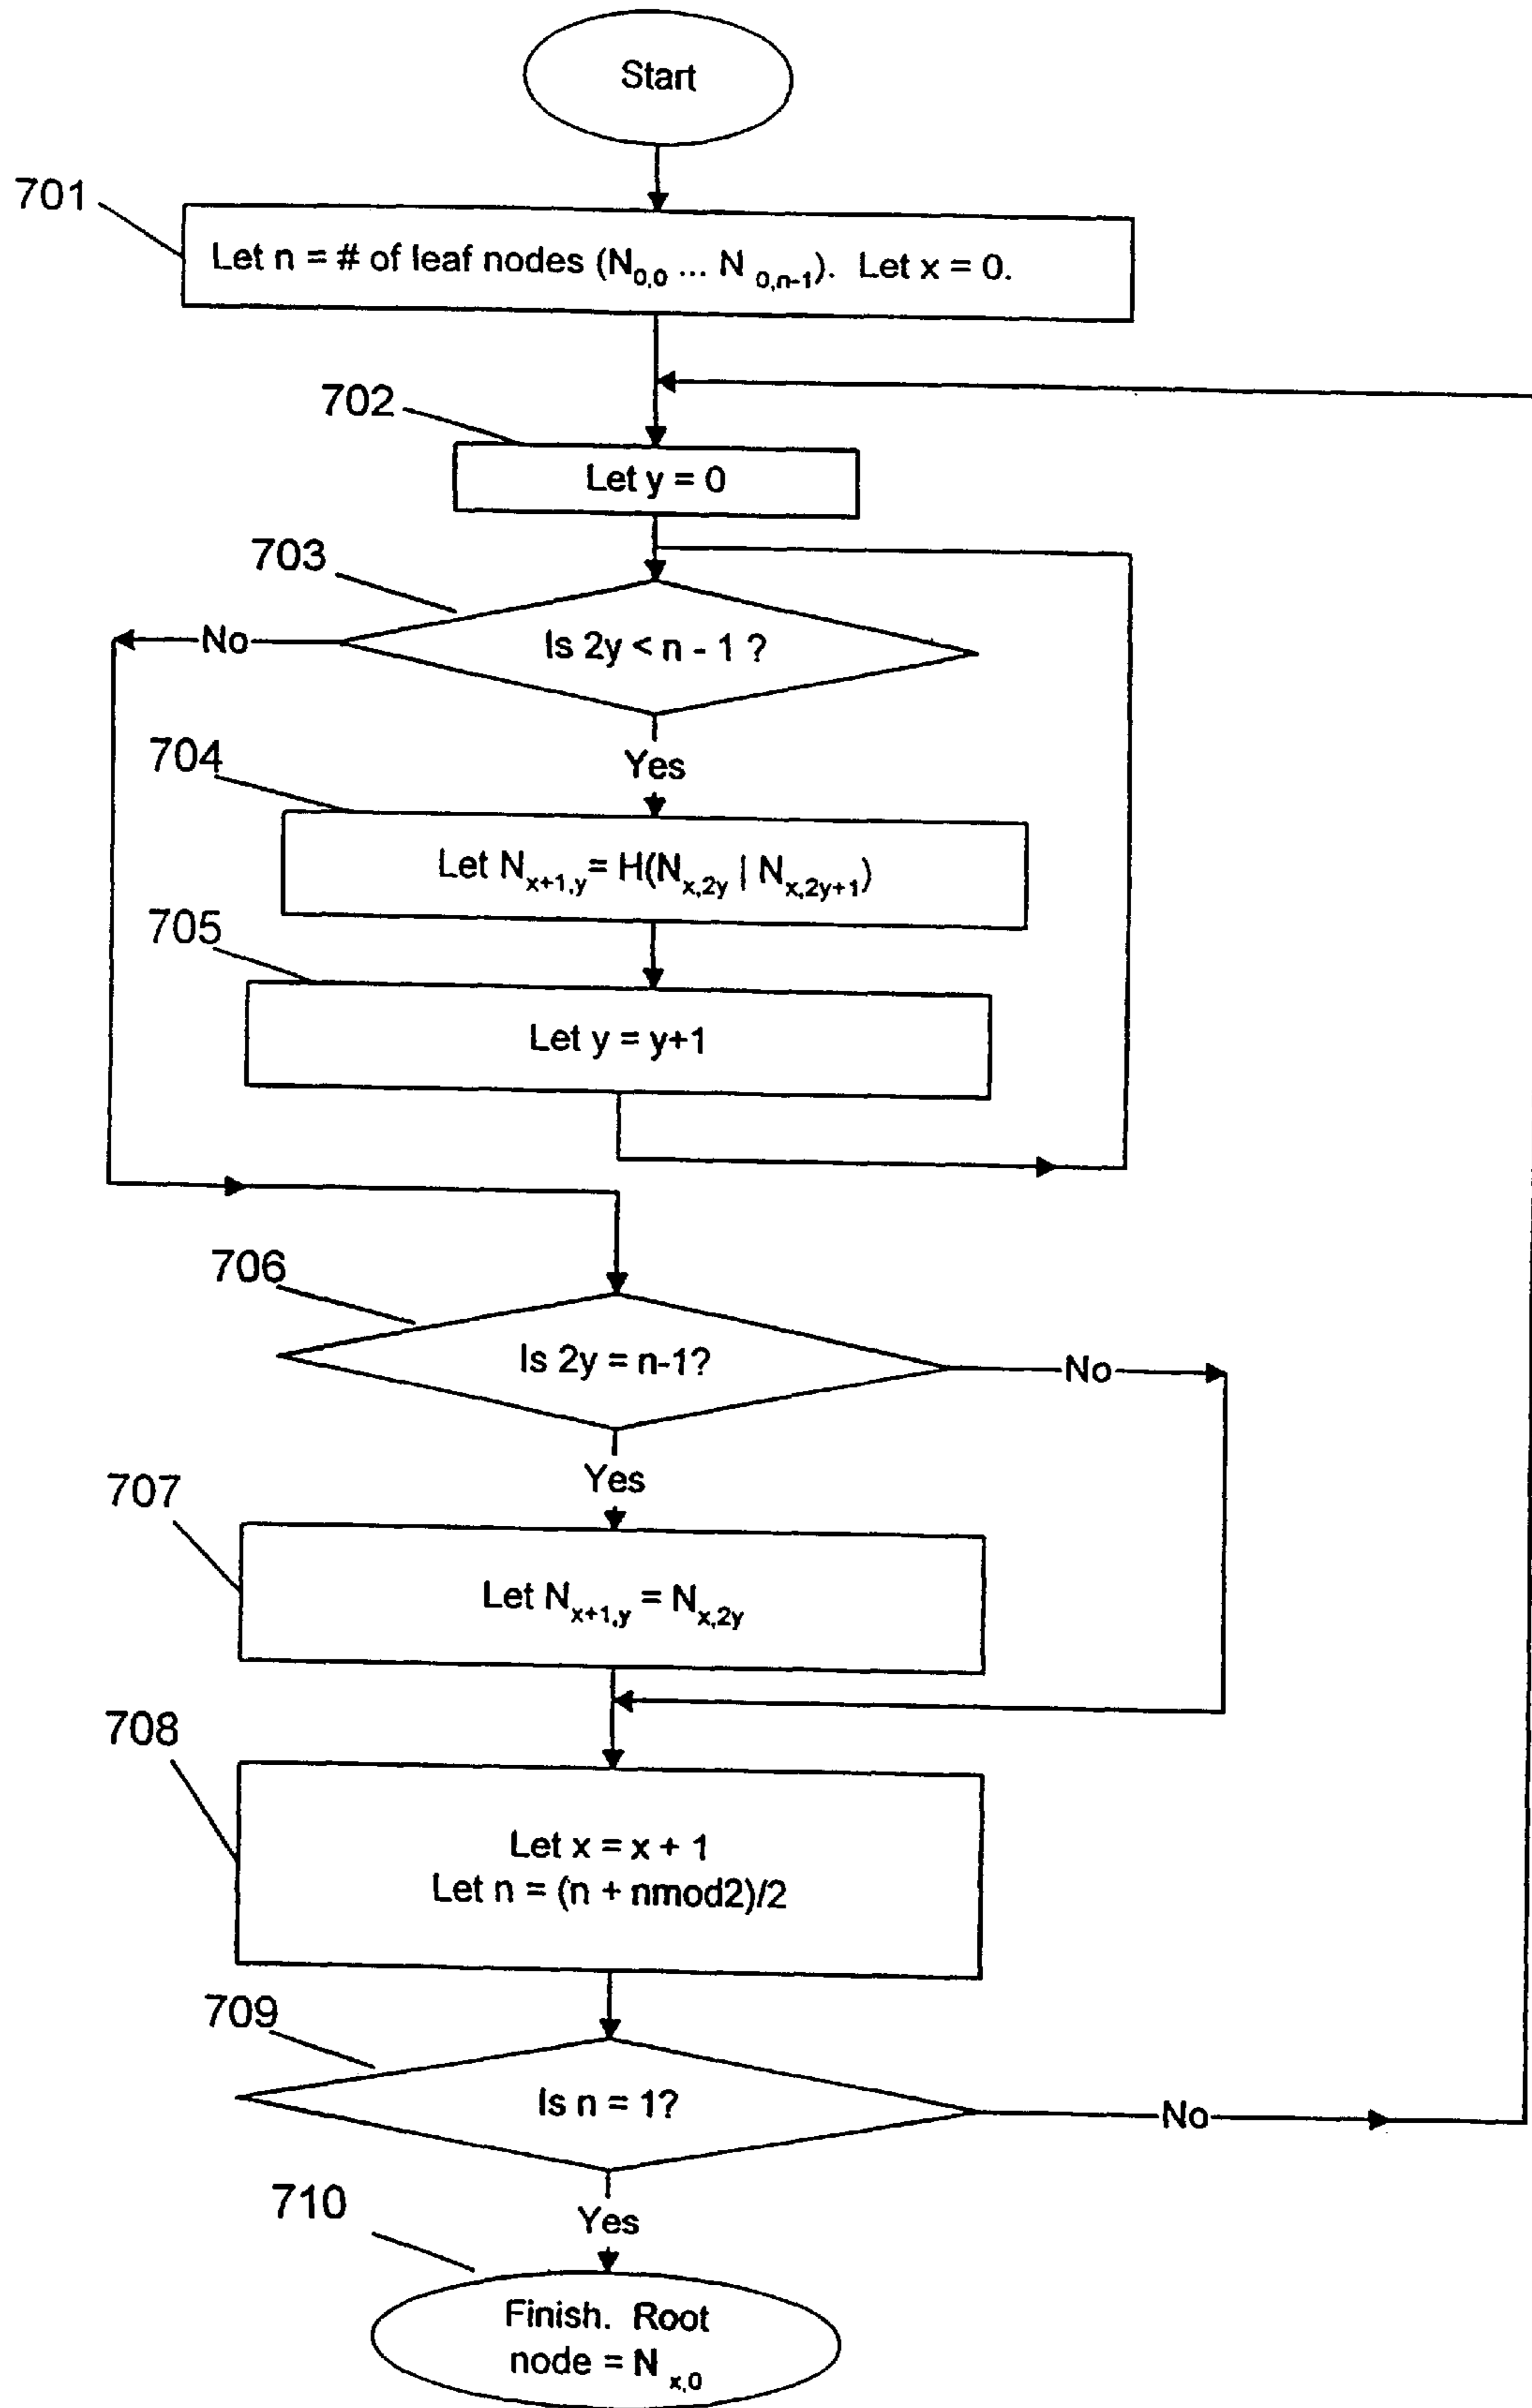 Start
701
Let n = # of leaf nodes (N0,0 ... N 0,n-1). Let x = 0.
702
Let y = 0
703
Is 2y < n - 1 ?
No
Yes
704
Let Nx+1,y = H(Nx,2y | Nx,2y+1)
705
Let y = y+1
706
Is 2y = n-1?
No
Yes
707
Let Nx+1,y = Nx,2y
708
Let x = x + 1
Let n = (n + nmod2)/2
709
Is n = 1?
No
Yes
710
Finish. Root
node = N x,0